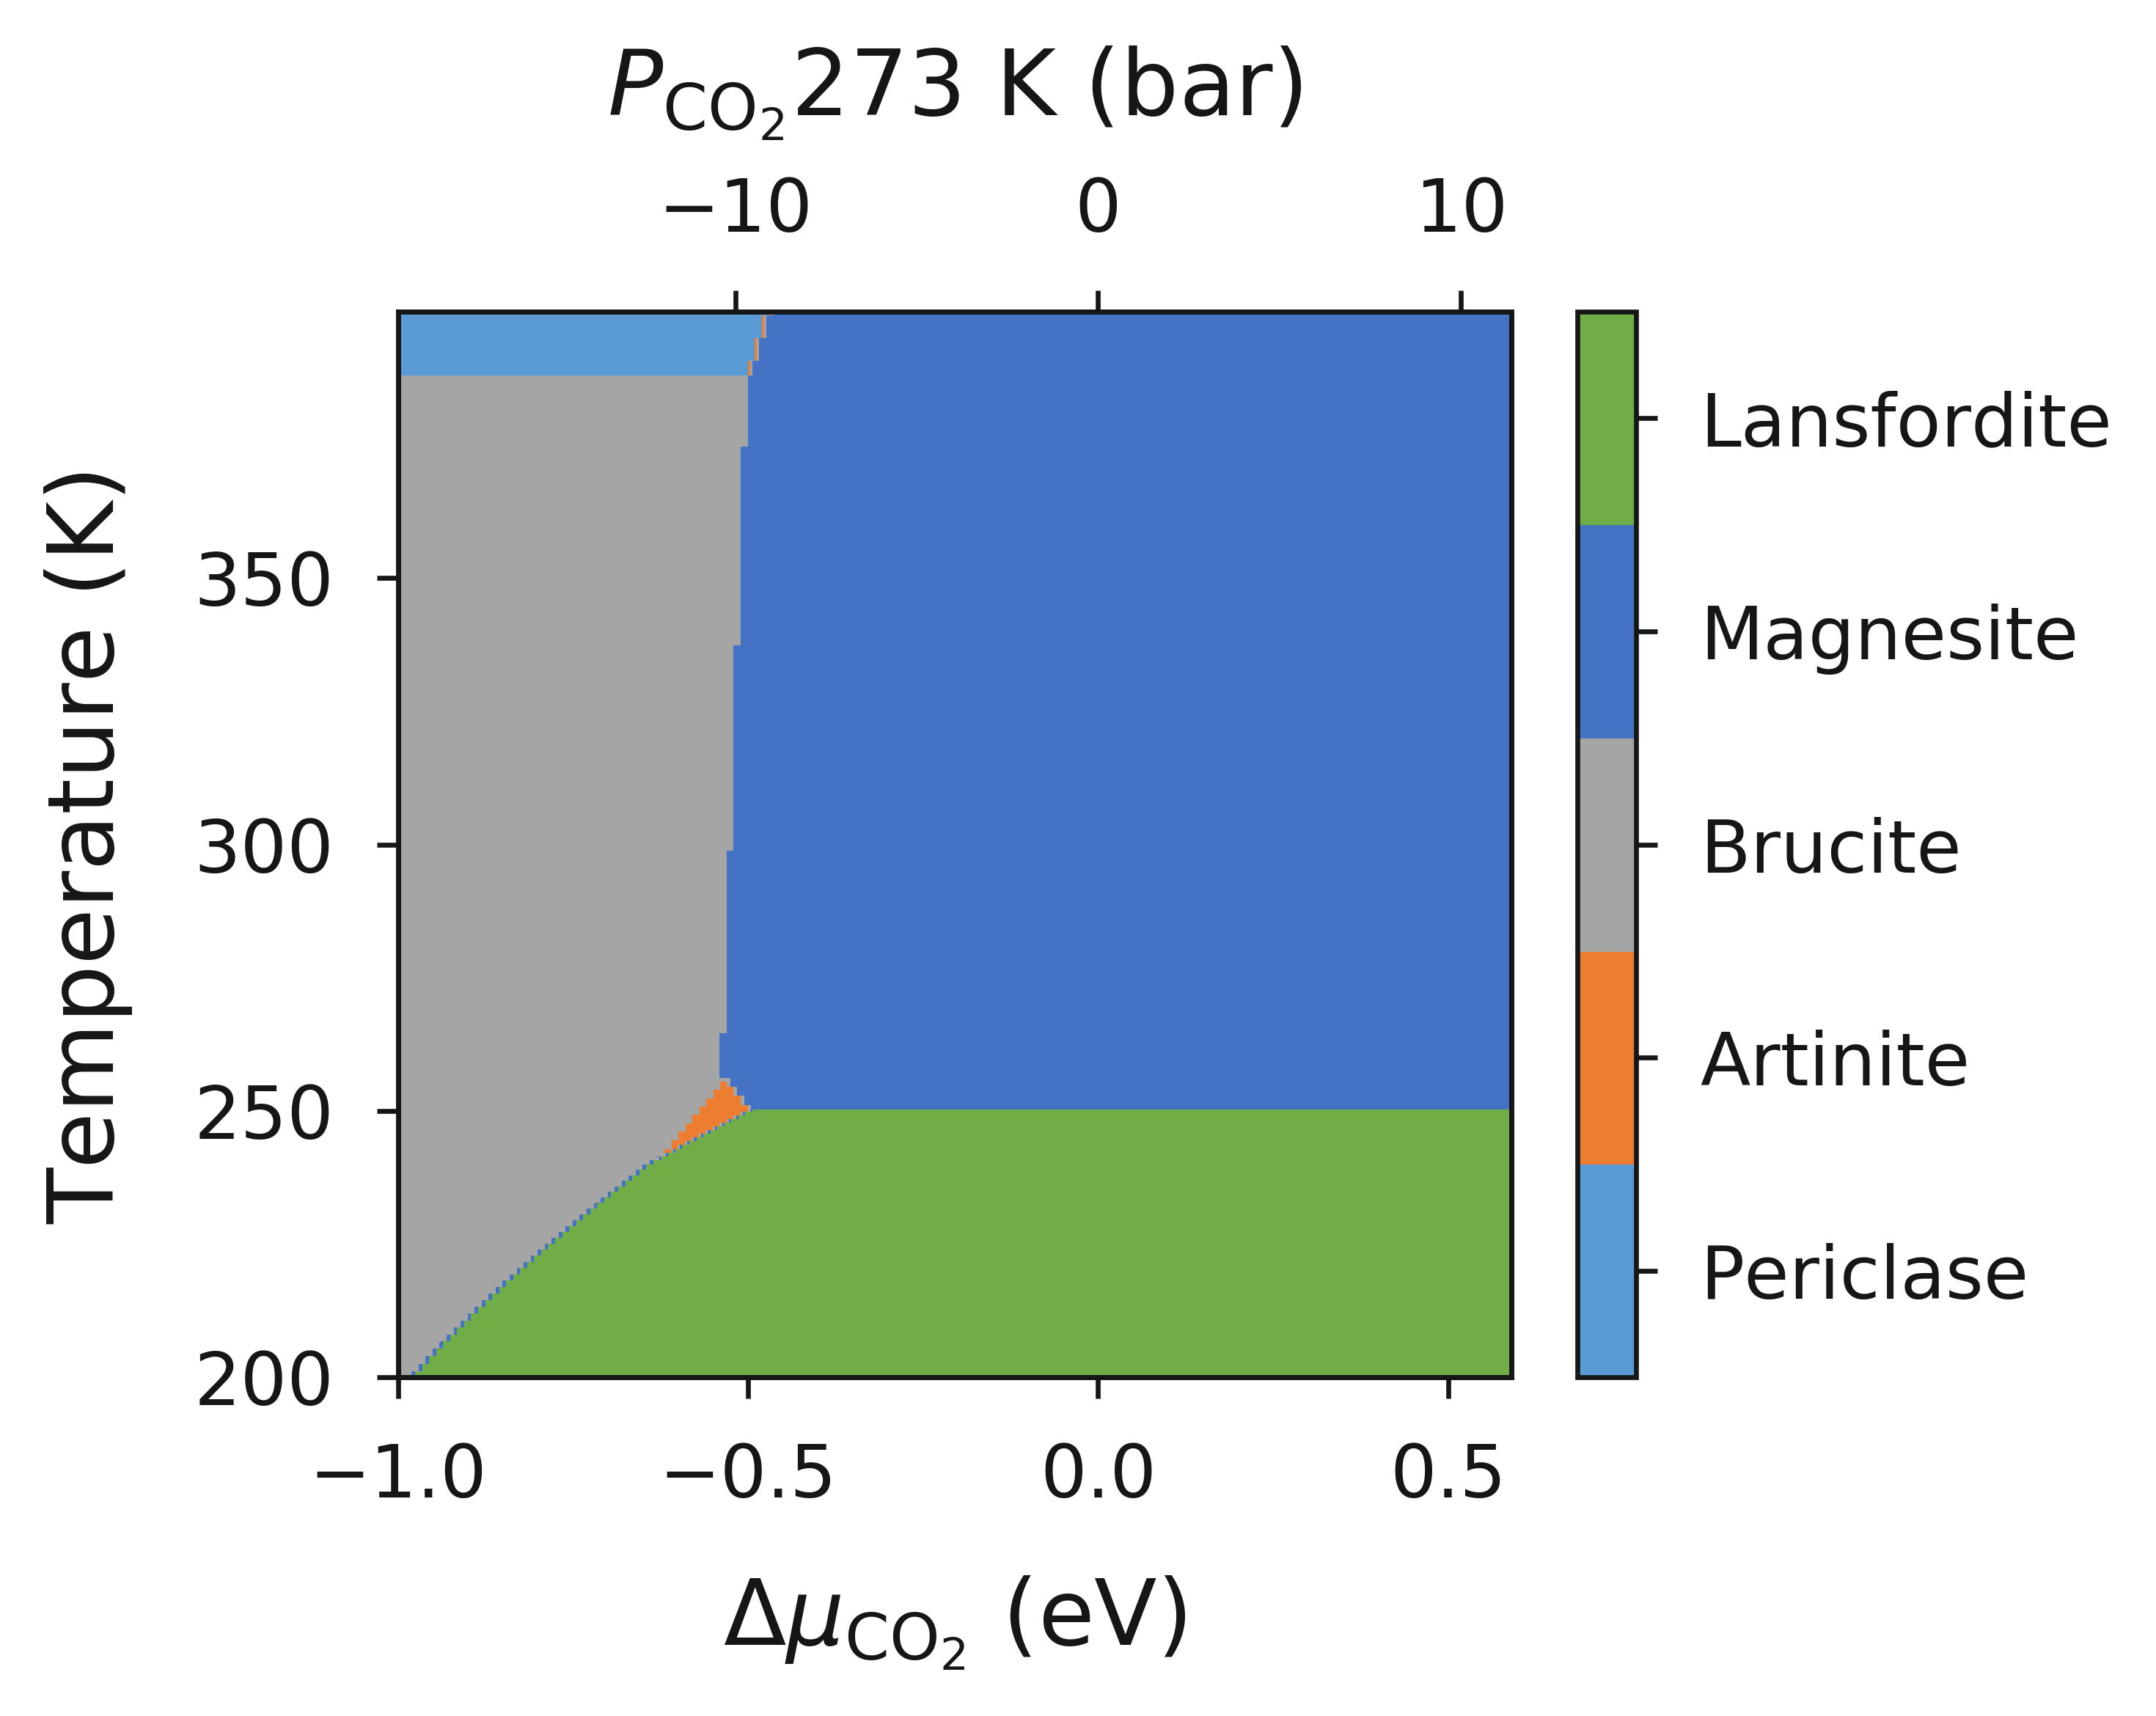 P_CO₂ 273 K (bar)
−10 0 10
Temperature (K)
350
300
250
200
−1.0 −0.5 0.0 0.5
Δμ_CO₂ (eV)
Lansfordite
Magnesite
Brucite
Artinite
Periclase